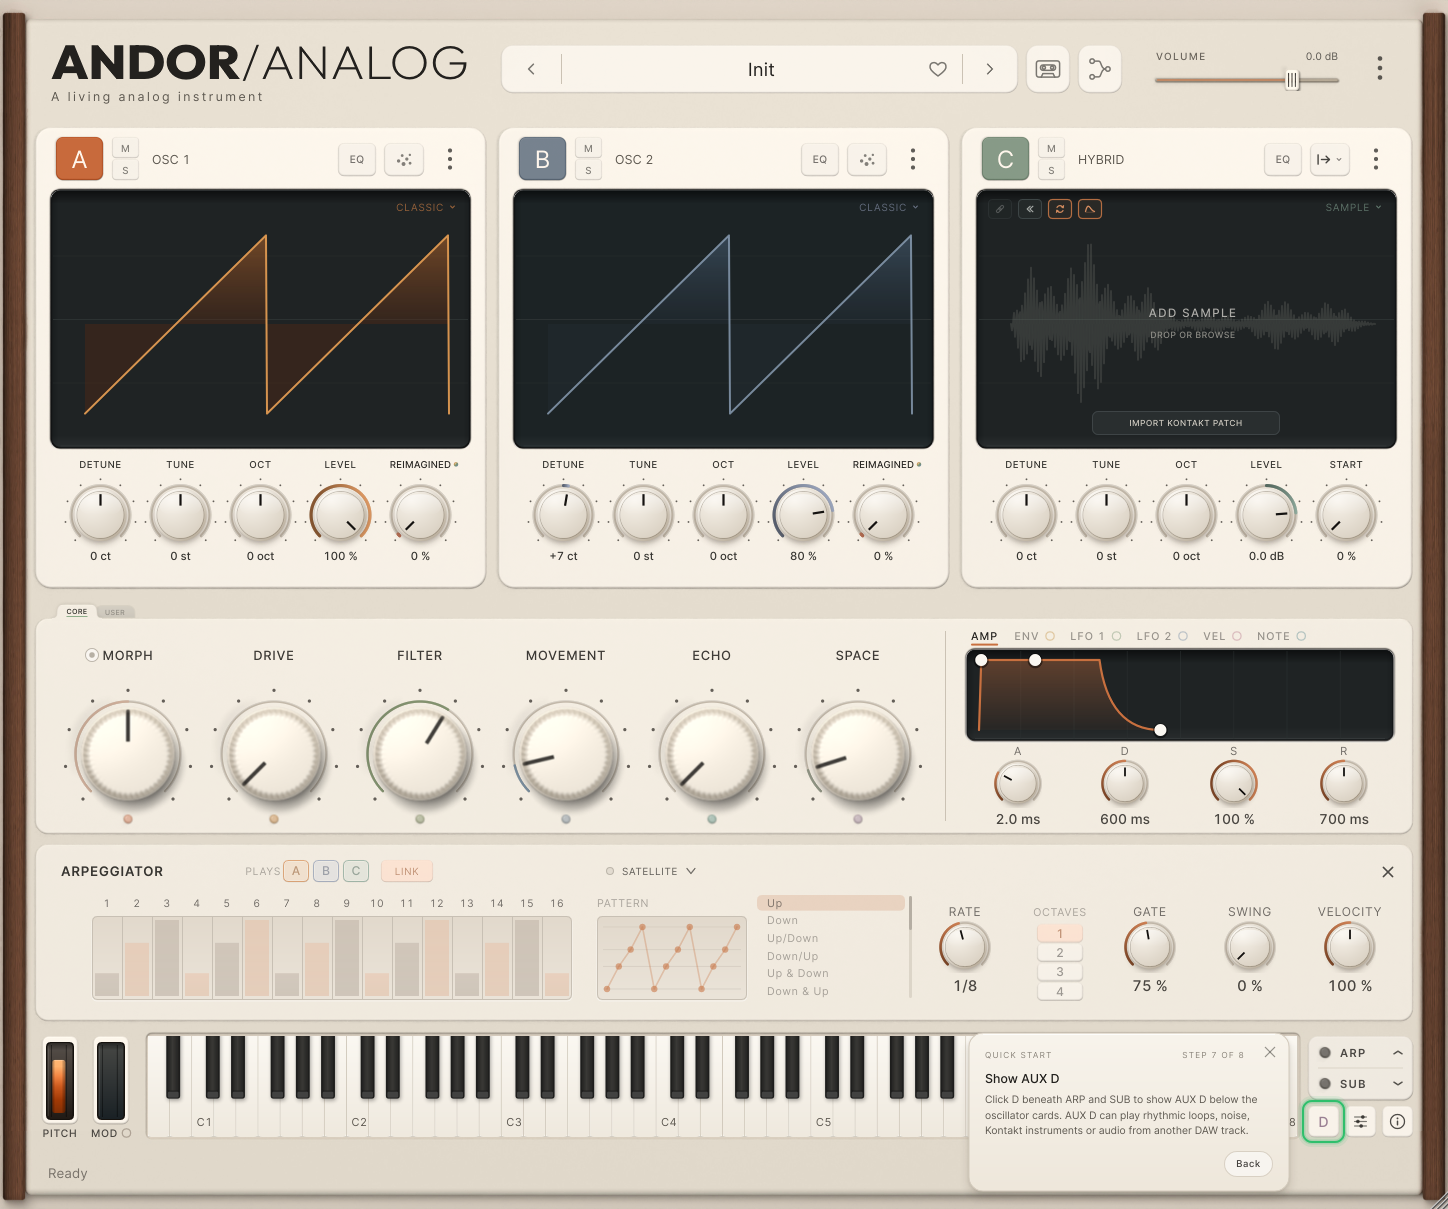 ANDOR/ANALOG
A living analog instrument
Init
VOLUME 0.0 dB
A M S OSC 1 EQ
B M S OSC 2 EQ
C M S HYBRID EQ
CLASSIC
CLASSIC
SAMPLE
ADD SAMPLE
DROP OR BROWSE
IMPORT KONTAKT PATCH
DETUNE TUNE OCT LEVEL REIMAGINED
0 ct 0 st 0 oct 100 % 0 %
DETUNE TUNE OCT LEVEL REIMAGINED
+7 ct 0 st 0 oct 80 % 0 %
DETUNE TUNE OCT LEVEL START
0 ct 0 st 0 oct 0.0 dB 0 %
CORE USER
MORPH DRIVE FILTER MOVEMENT ECHO SPACE
AMP ENV LFO 1 LFO 2 VEL NOTE
A D S R
2.0 ms 600 ms 100 % 700 ms
ARPEGGIATOR PLAYS A B C LINK SATELLITE
1 2 3 4 5 6 7 8 9 10 11 12 13 14 15 16
PATTERN
Up
Down
Up/Down
Down/Up
Up & Down
Down & Up
RATE OCTAVES GATE SWING VELOCITY
1
2
3
4
1/8 75 % 0 % 100 %
PITCH MOD
C1 C2 C3 C4 C5
QUICK START STEP 7 OF 8
Show AUX D
Click D beneath ARP and SUB to show AUX D below the
oscillator cards. AUX D can play rhythmic loops, noise,
Kontakt instruments or audio from another DAW track.
Back
ARP
SUB
8 D
Ready